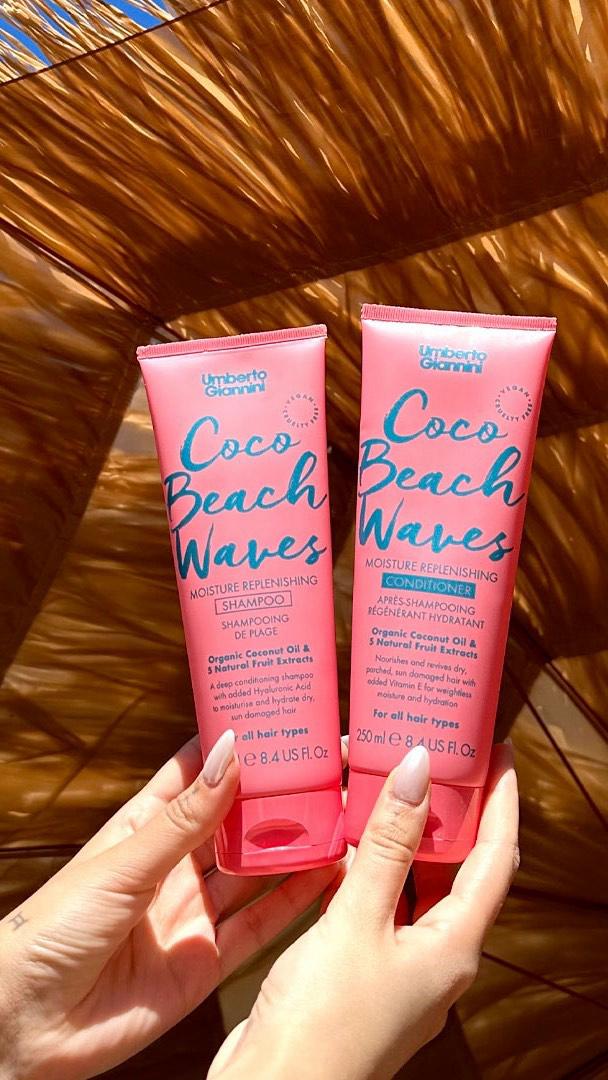 Umberto
Giannini
VEGAN
CRUELTY FREE
Coco
Beach
Waves
MOISTURE REPLENISHING
SHAMPOO
SHAMPOOING
DE PLAGE
Organic Coconut Oil &
5 Natural Fruit Extracts
A deep conditioning shampoo
with added Hyaluronic Acid
to moisturise and hydrate dry,
sun damaged hair
all hair types
e 8.4 US Fl. Oz
Umberto
Giannini
VEGAN
CRUELTY FREE
Coco
Beach
Waves
MOISTURE REPLENISHING
CONDITIONER
APRÈS-SHAMPOOING
RÉGÉNÉRANT HYDRATANT
Organic Coconut Oil &
5 Natural Fruit Extracts
Nourishes and revives dry,
parched, sun damaged hair with
added Vitamin E for weightless
moisture and hydration
For all hair types
250 ml e 8.4 US Fl. Oz